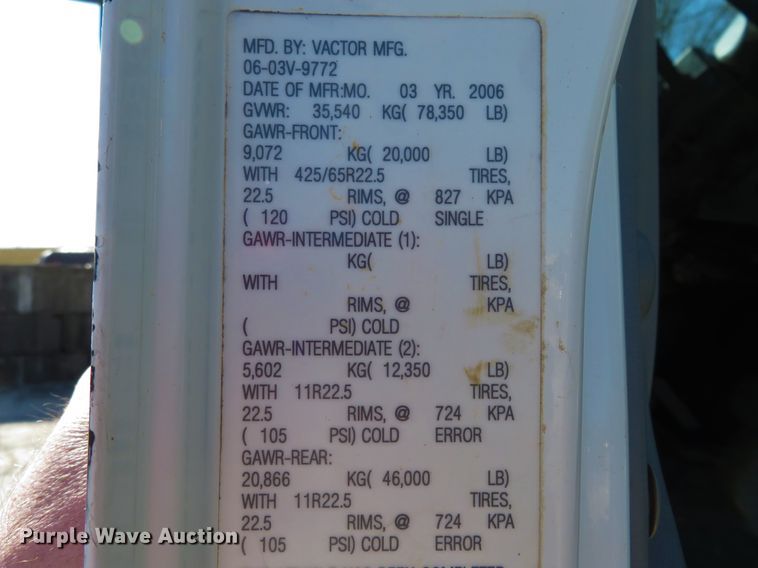 MFD. BY: VACTOR MFG.
06-03V-9772
DATE OF MFR:MO. 03 YR. 2006
GVWR: 35,540 KG( 78,350 LB)
GAWR-FRONT:
9,072 KG( 20,000 LB)
WITH 425/65R22.5 TIRES,
22.5 RIMS, @ 827 KPA
( 120 PSI) COLD SINGLE
GAWR-INTERMEDIATE (1):
KG( LB)
WITH TIRES,
RIMS, @ KPA
( PSI) COLD
GAWR-INTERMEDIATE (2):
5,602 KG( 12,350 LB)
WITH 11R22.5 TIRES,
22.5 RIMS, @ 724 KPA
( 105 PSI) COLD ERROR
GAWR-REAR:
20,866 KG( 46,000 LB)
WITH 11R22.5 TIRES,
22.5 RIMS, @ 724 KPA
( 105 PSI) COLD ERROR
Purple Wave Auction